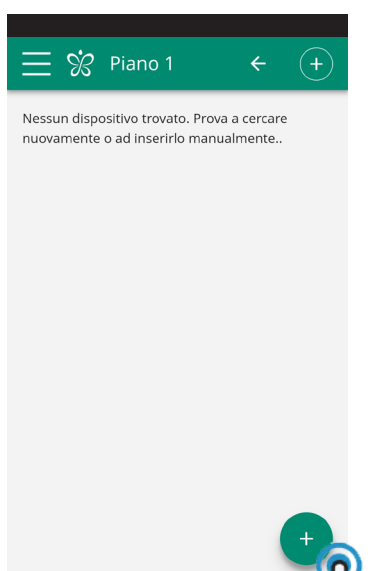 Piano 1
Nessun dispositivo trovato. Prova a cercare
nuovamente o ad inserirlo manualmente..